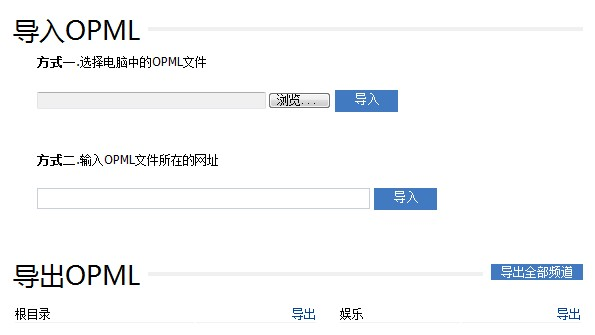 导入OPML
方式一.选择电脑中的OPML文件
浏览... 导入
方式二.输入OPML文件所在的网址
导入
导出OPML 导出全部频道
根目录 导出 娱乐 导出